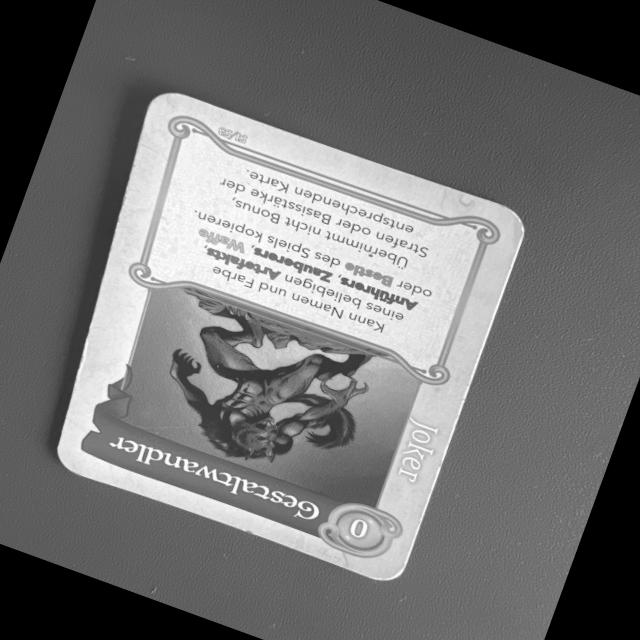 0
Gestaltwandler
Joker
Kann Namen und Farbe
eines beliebigen Artefakts,
Anführers, Zauberers, Waffe
oder Bestie des Spiels kopieren.
Übernimmt nicht Bonus,
Strafen oder Basisstärke der
entsprechenden Karte.